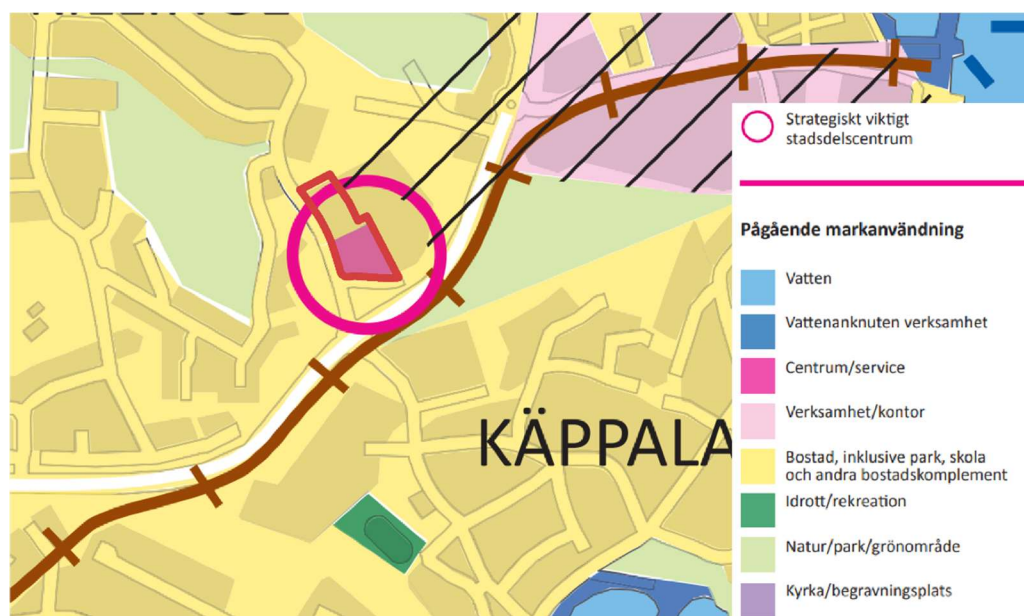 KÄPPALA
Strategiskt viktigt
stadsdelscentrum
Pågående markanvändning
Vatten
Vattenanknuten verksamhet
Centrum/service
Verksamhet/kontor
Bostad, inklusive park, skola
och andra bostadskomplement
Idrott/rekreation
Natur/park/grönområde
Kyrka/begravningsplats